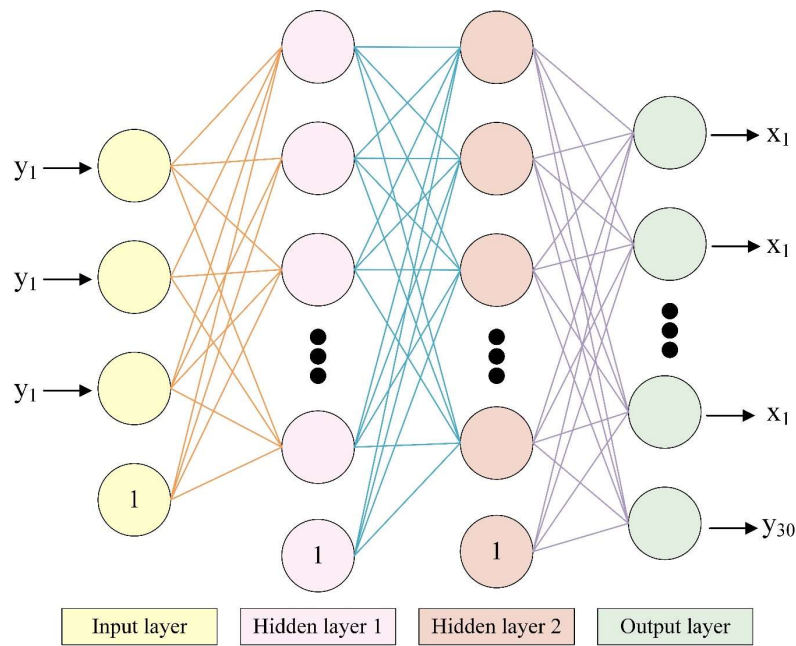 x₁
y₁
x₁
y₁
y₁
x₁
1
y₃₀
1
1
Input layer
Hidden layer 1
Hidden layer 2
Output layer